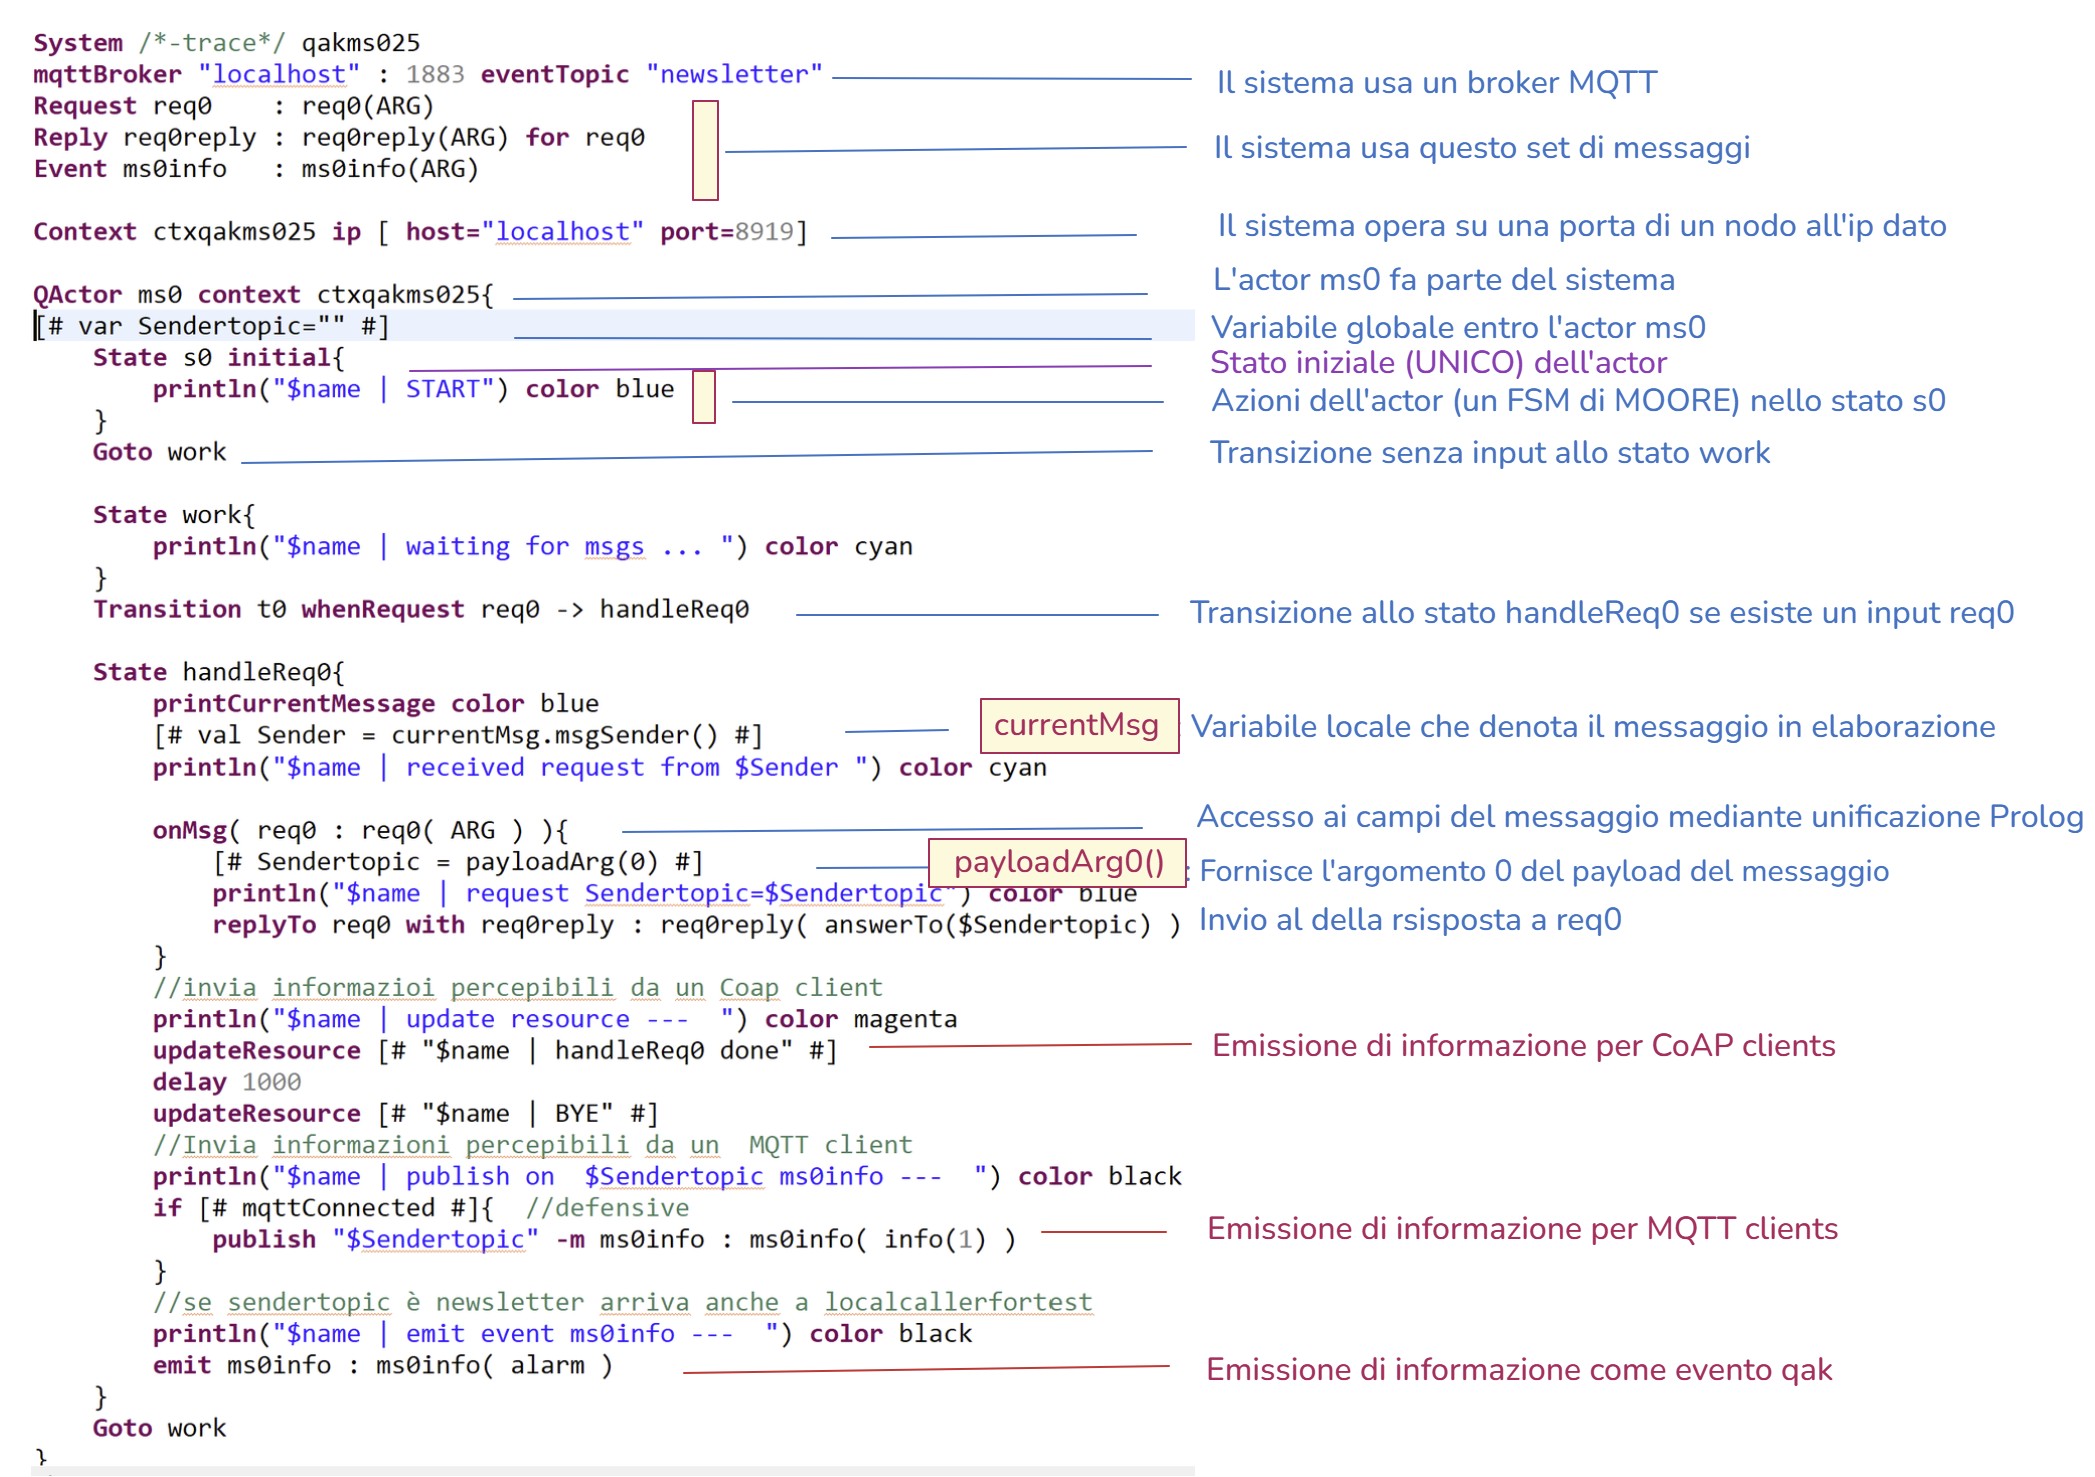 System /*-trace*/ qakms025
mqttBroker "localhost" : 1883 eventTopic "newsletter" Il sistema usa un broker MQTT
Request req0    : req0(ARG)
Reply req0reply : req0reply(ARG) for req0 Il sistema usa questo set di messaggi
Event ms0info   : ms0info(ARG)
Context ctxqakms025 ip [ host="localhost" port=8919] Il sistema opera su una porta di un nodo all'ip dato
QActor ms0 context ctxqakms025{ L'actor ms0 fa parte del sistema
[# var Sendertopic="" #] Variabile globale entro l'actor ms0
State s0 initial{ Stato iniziale (UNICO) dell'actor
println("$name | START") color blue Azioni dell'actor (un FSM di MOORE) nello stato s0
}
Goto work Transizione senza input allo stato work
State work{
println("$name | waiting for msgs ... ") color cyan
}
Transition t0 whenRequest req0 -> handleReq0 Transizione allo stato handleReq0 se esiste un input req0
State handleReq0{
printCurrentMessage color blue
[# val Sender = currentMsg.msgSender() #] currentMsg : Variabile locale che denota il messaggio in elaborazione
println("$name | received request from $Sender ") color cyan
onMsg( req0 : req0( ARG ) ){ Accesso ai campi del messaggio mediante unificazione Prolog
[# Sendertopic = payloadArg(0) #] payloadArg0() : Fornisce l'argomento 0 del payload del messaggio
println("$name | request Sendertopic=$Sendertopic") color blue
replyTo req0 with req0reply : req0reply( answerTo($Sendertopic) ) Invio al della rsisposta a req0
}
//invia informazioi percepibili da un Coap client
println("$name | update resource ---  ") color magenta
updateResource [# "$name | handleReq0 done" #] Emissione di informazione per CoAP clients
delay 1000
updateResource [# "$name | BYE" #]
//Invia informazioni percepibili da un  MQTT client
println("$name | publish on  $Sendertopic ms0info ---  ") color black
if [# mqttConnected #]{  //defensive
publish "$Sendertopic" -m ms0info : ms0info( info(1) ) Emissione di informazione per MQTT clients
}
//se sendertopic è newsletter arriva anche a localcallerfortest
println("$name | emit event ms0info ---  ") color black
emit ms0info : ms0info( alarm ) Emissione di informazione come evento qak
}
Goto work
}